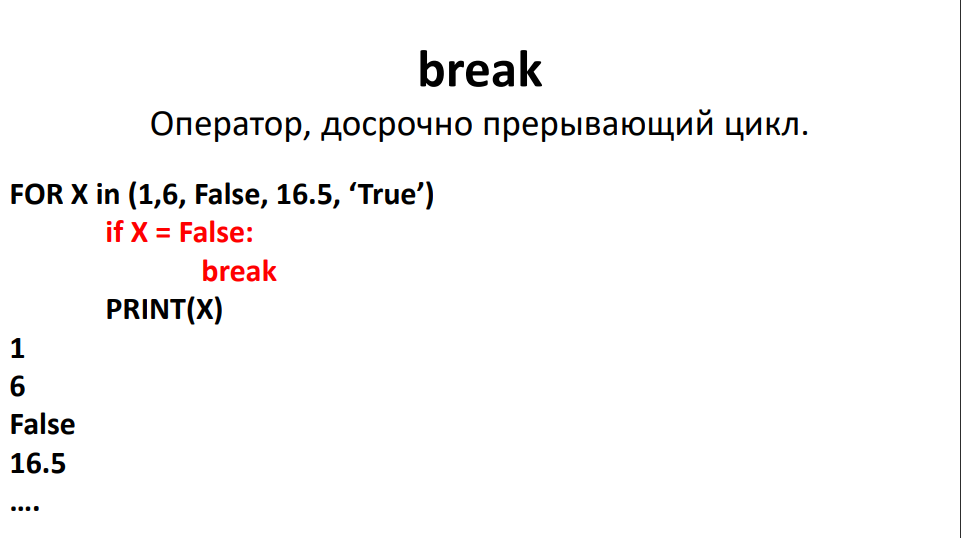 break
Оператор, досрочно прерывающий цикл.
FOR X in (1,6, False, 16.5, ‘True’)
if X = False:
break
PRINT(X)
1
6
False
16.5
….